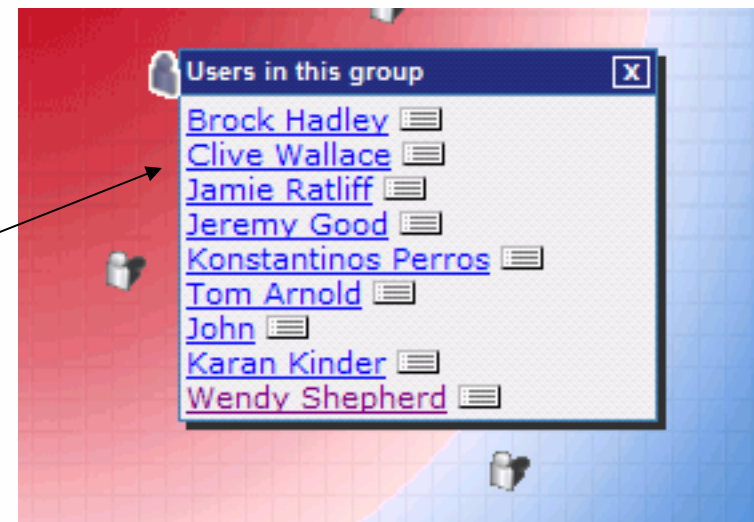 Users in this group X
Brock Hadley
Clive Wallace
Jamie Ratliff
Jeremy Good
Konstantinos Perros
Tom Arnold
John
Karan Kinder
Wendy Shepherd